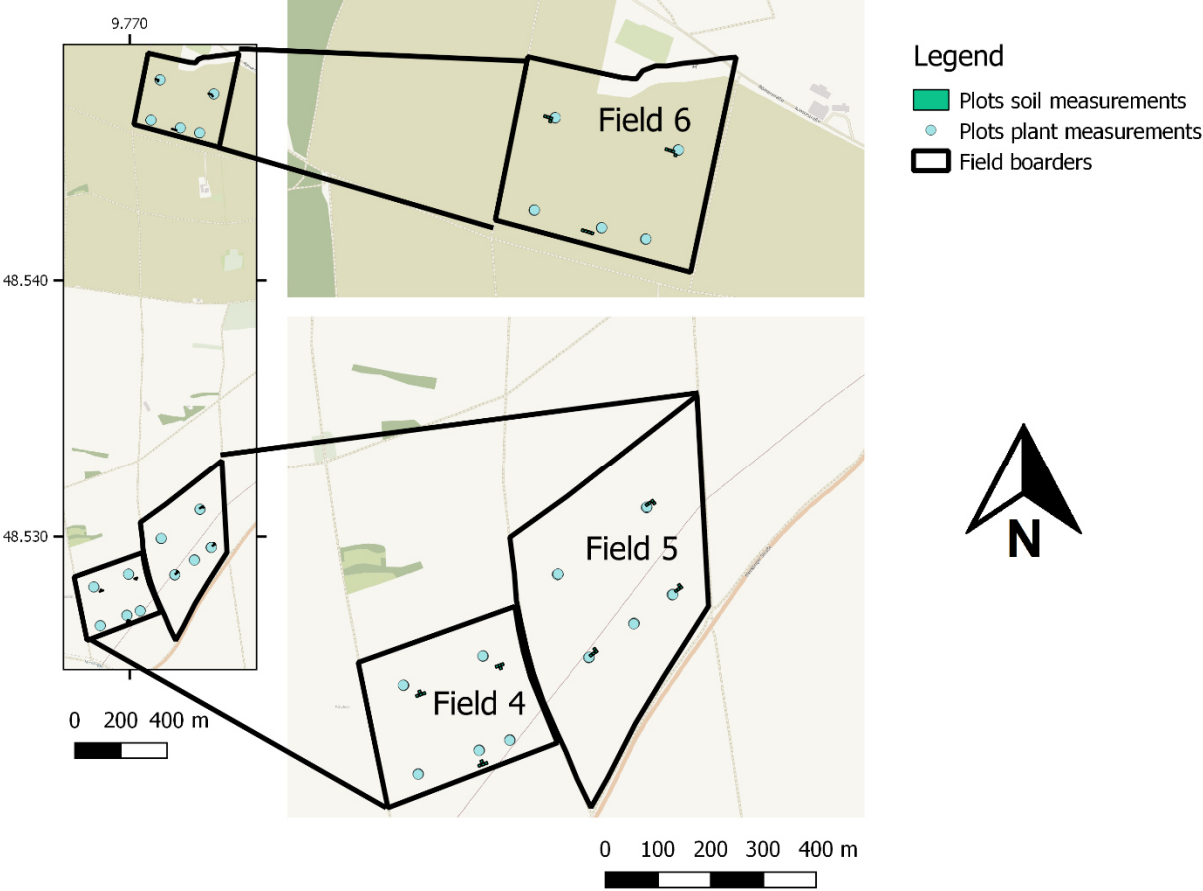 9.770
48.540
48.530
0 200 400 m
Field 6
Field 5
Field 4
0 100 200 300 400 m
Legend
Plots soil measurements
Plots plant measurements
Field boarders
N